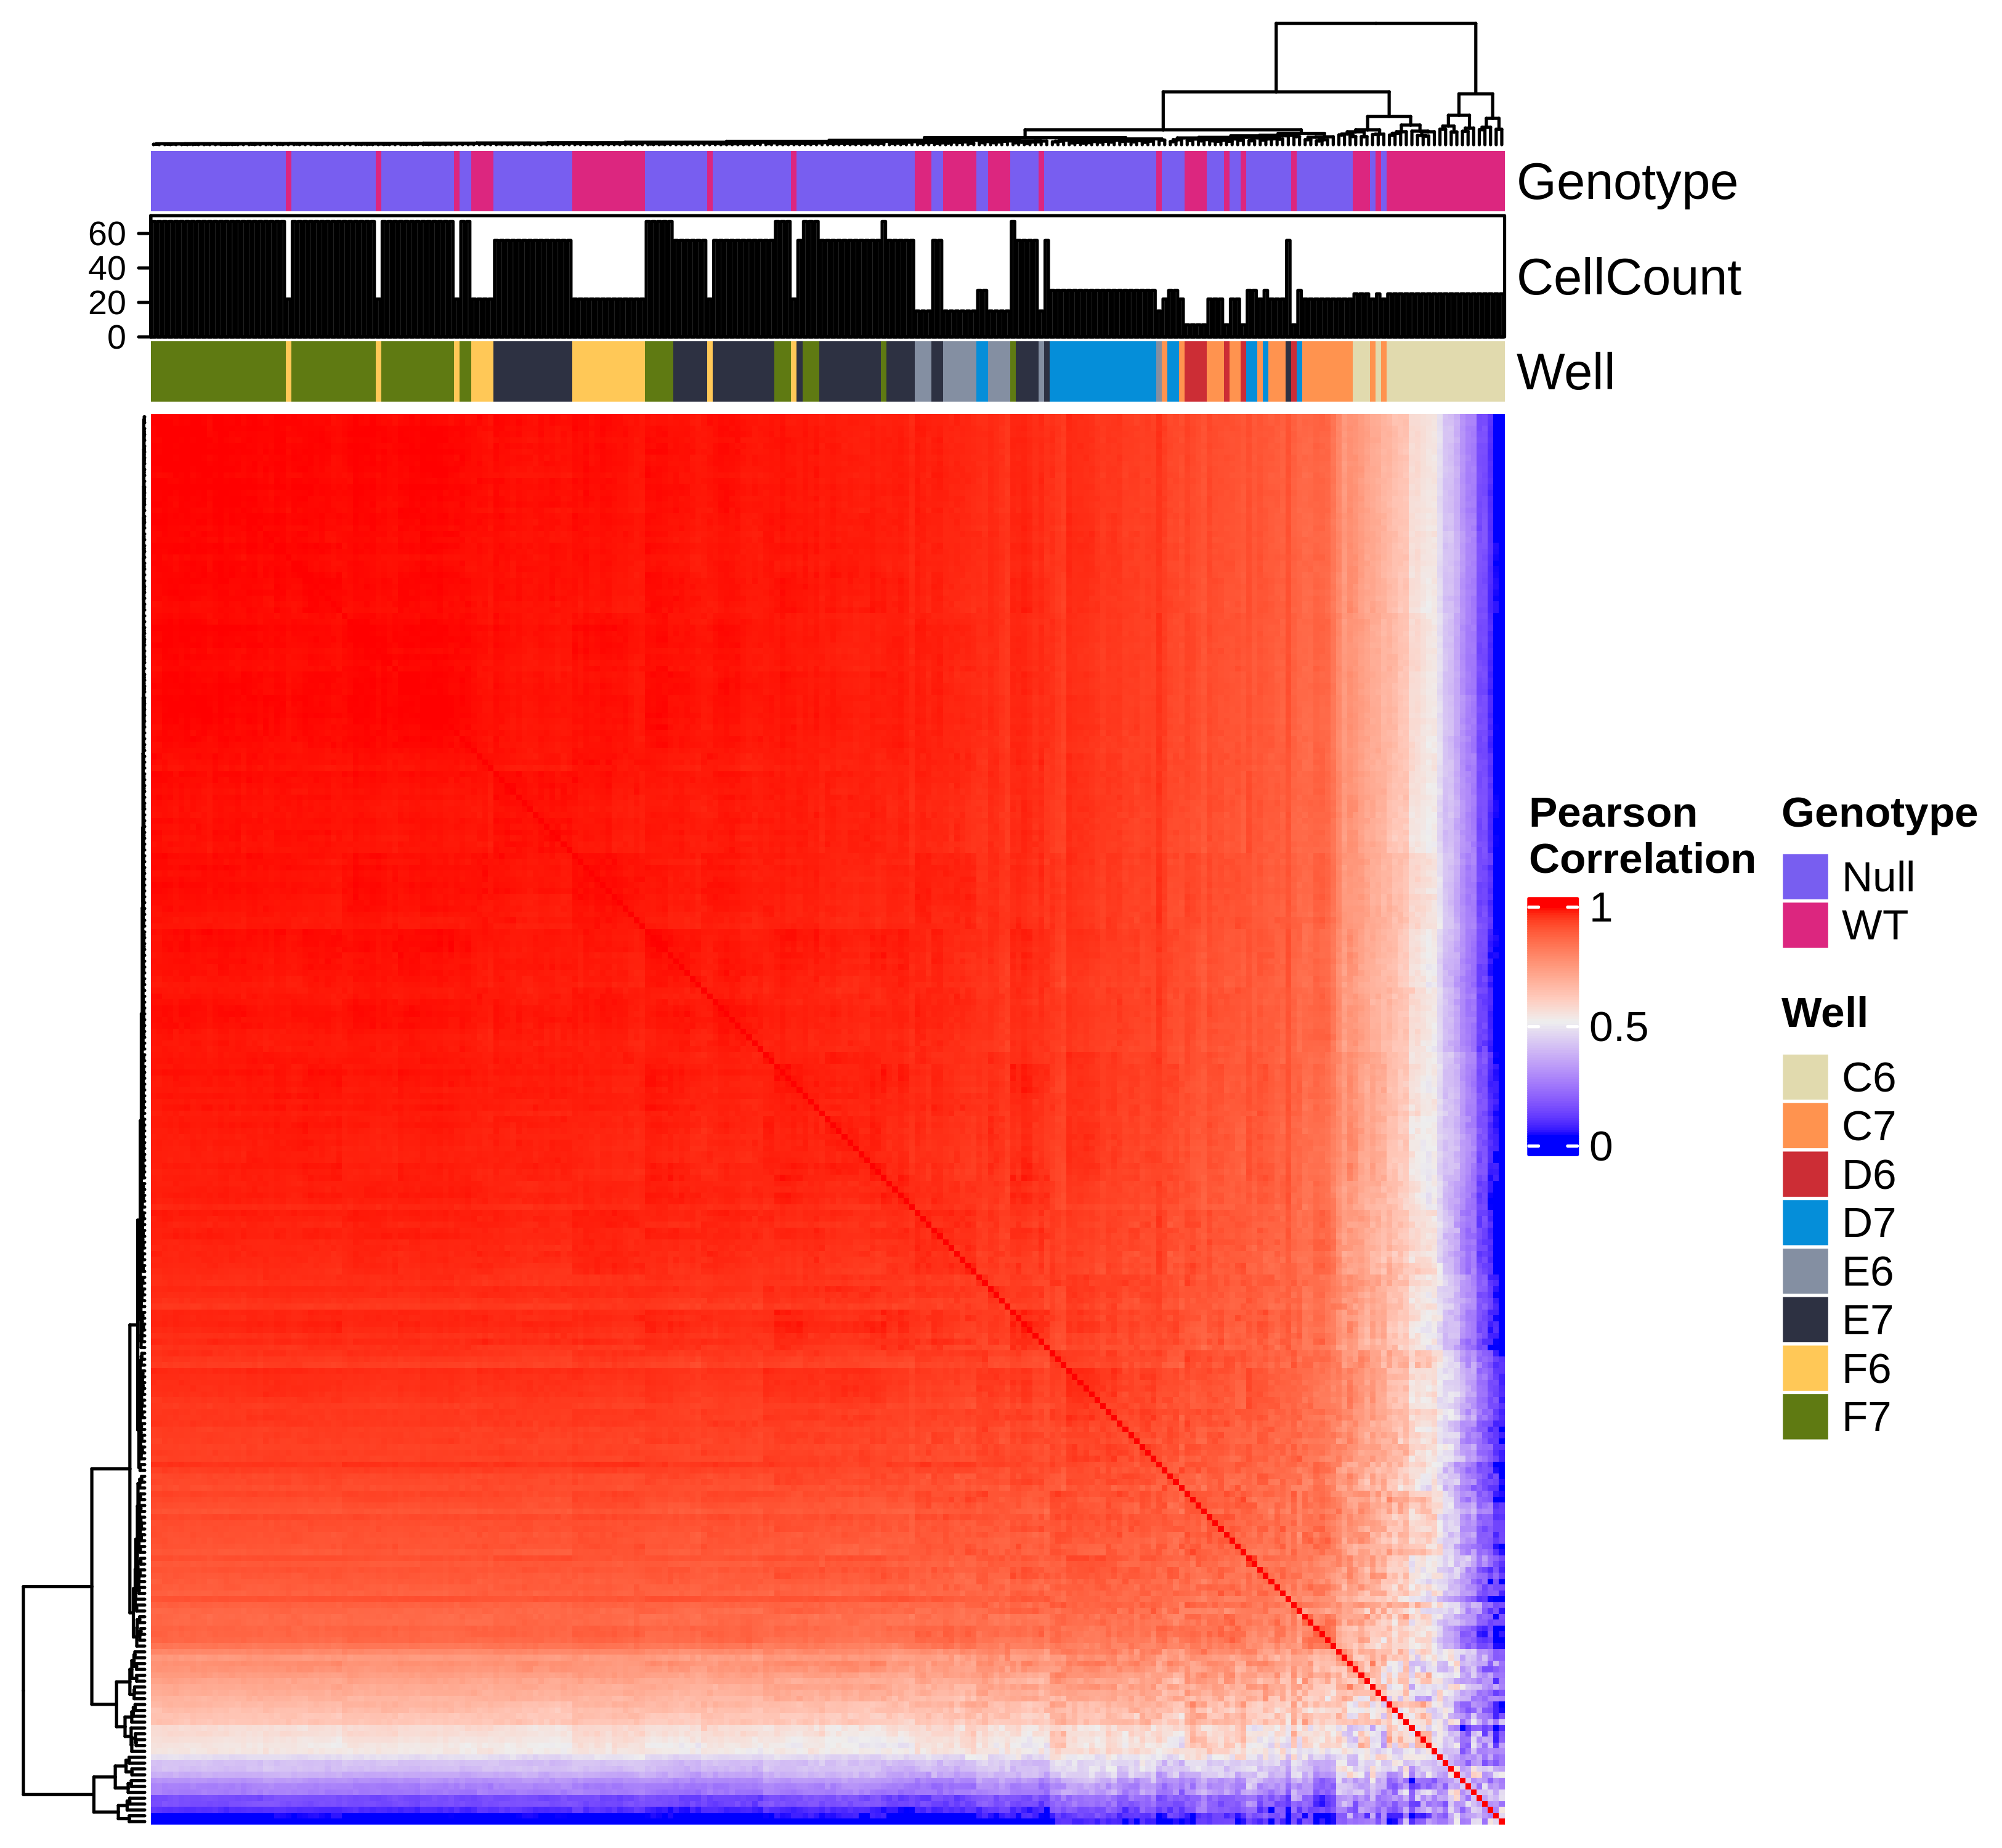 Genotype
60
40
20
0
CellCount
Well
Pearson
Correlation
1
0.5
0
Genotype
Null
WT
Well
C6
C7
D6
D7
E6
E7
F6
F7